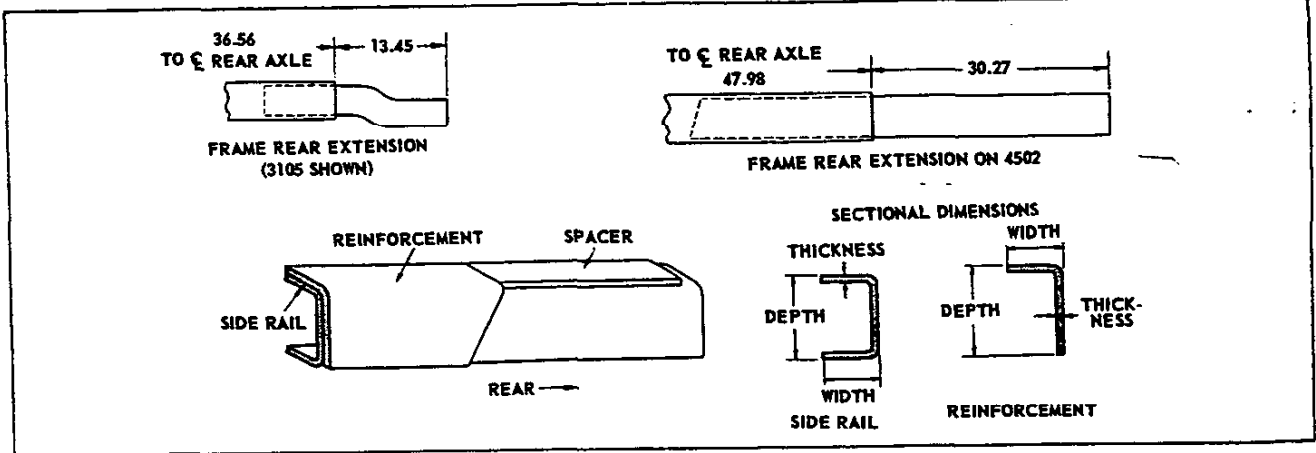 36.56
TO ℄ REAR AXLE
13.45
FRAME REAR EXTENSION
(3105 SHOWN)
TO ℄ REAR AXLE
47.98
30.27
FRAME REAR EXTENSION ON 4502
REINFORCEMENT
SPACER
SIDE RAIL
REAR
SECTIONAL DIMENSIONS
THICKNESS
DEPTH
WIDTH
SIDE RAIL
WIDTH
DEPTH
THICK-
NESS
REINFORCEMENT